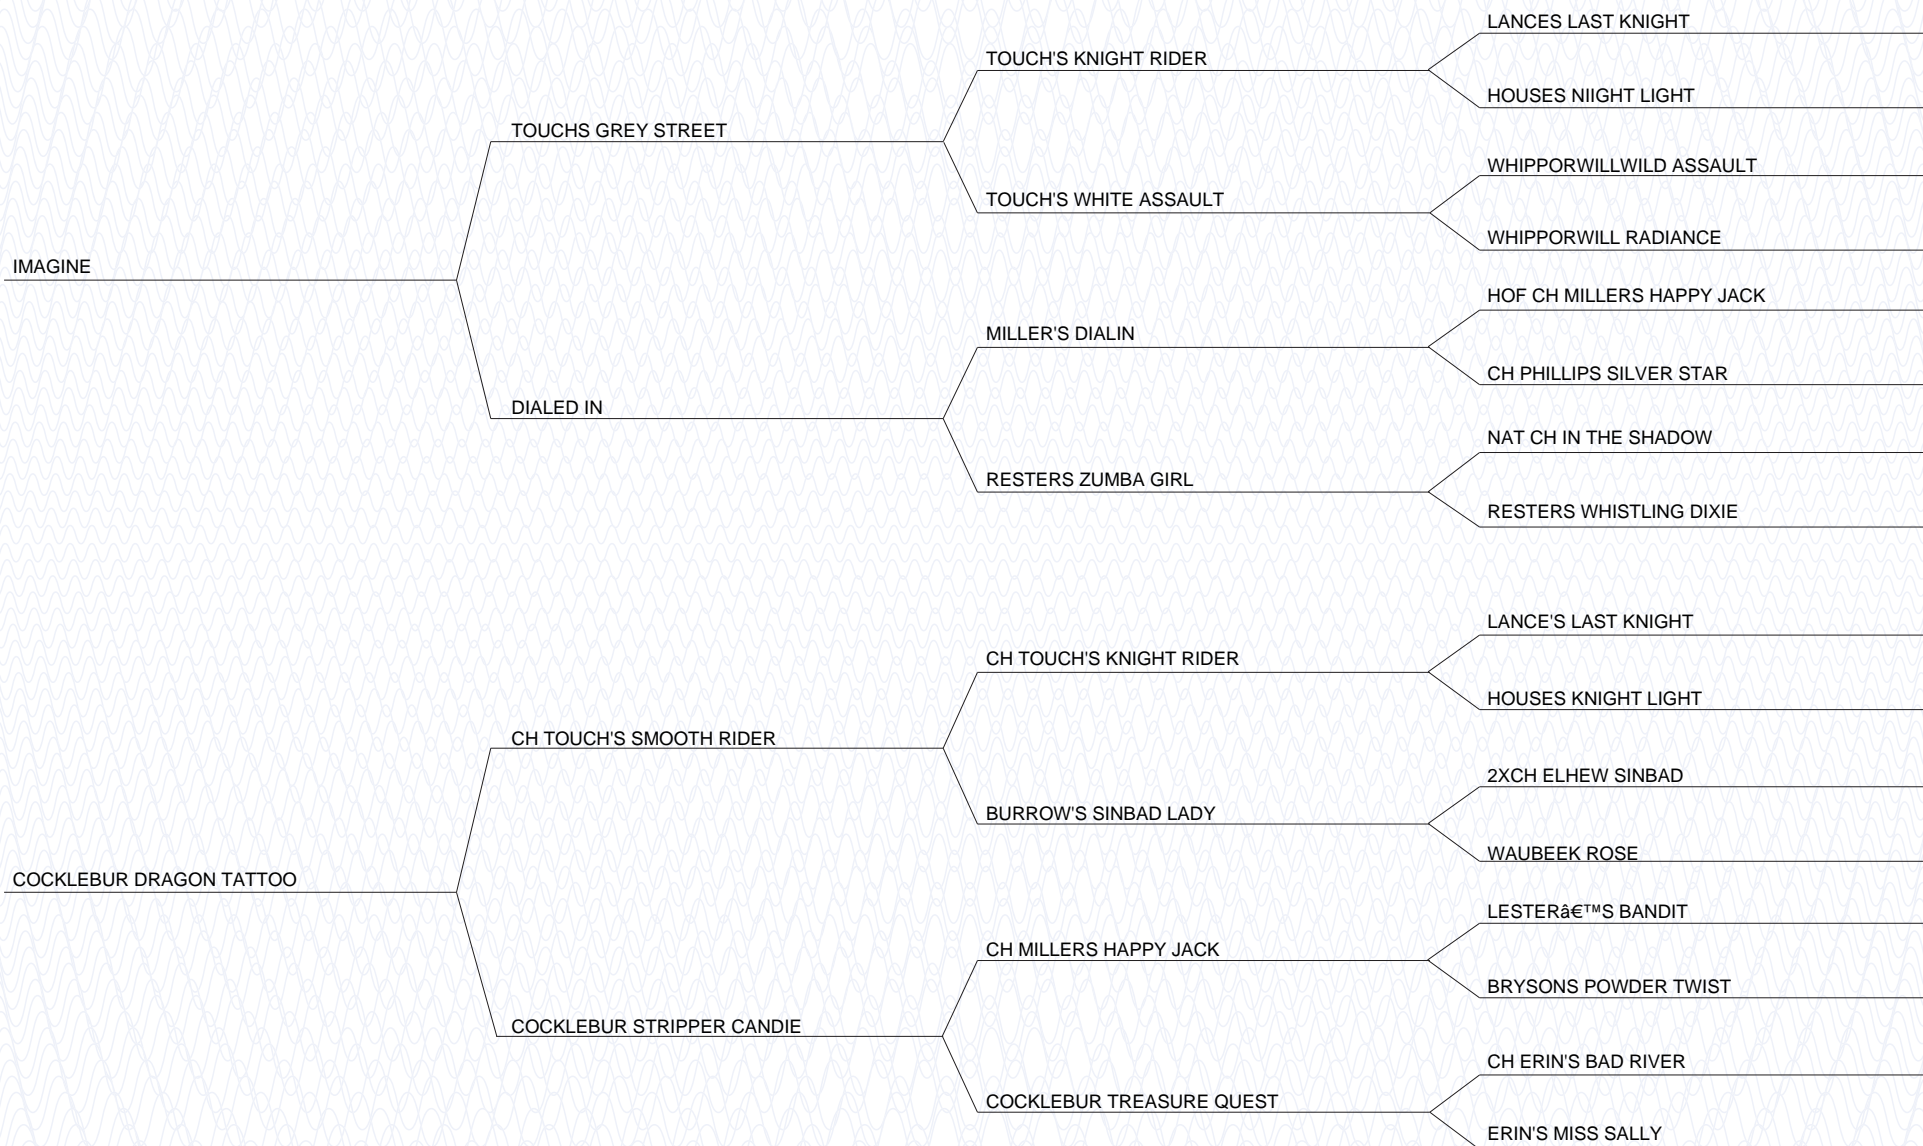 LANCES LAST KNIGHT
TOUCH'S KNIGHT RIDER
HOUSES NIIGHT LIGHT
TOUCHS GREY STREET
WHIPPORWILLWILD ASSAULT
TOUCH'S WHITE ASSAULT
WHIPPORWILL RADIANCE
IMAGINE
HOF CH MILLERS HAPPY JACK
MILLER'S DIALIN
CH PHILLIPS SILVER STAR
DIALED IN
NAT CH IN THE SHADOW
RESTERS ZUMBA GIRL
RESTERS WHISTLING DIXIE
LANCE'S LAST KNIGHT
CH TOUCH'S KNIGHT RIDER
HOUSES KNIGHT LIGHT
CH TOUCH'S SMOOTH RIDER
2XCH ELHEW SINBAD
BURROW'S SINBAD LADY
WAUBEEK ROSE
COCKLEBUR DRAGON TATTOO
LESTERâ€™S BANDIT
CH MILLERS HAPPY JACK
BRYSONS POWDER TWIST
COCKLEBUR STRIPPER CANDIE
CH ERIN'S BAD RIVER
COCKLEBUR TREASURE QUEST
ERIN'S MISS SALLY